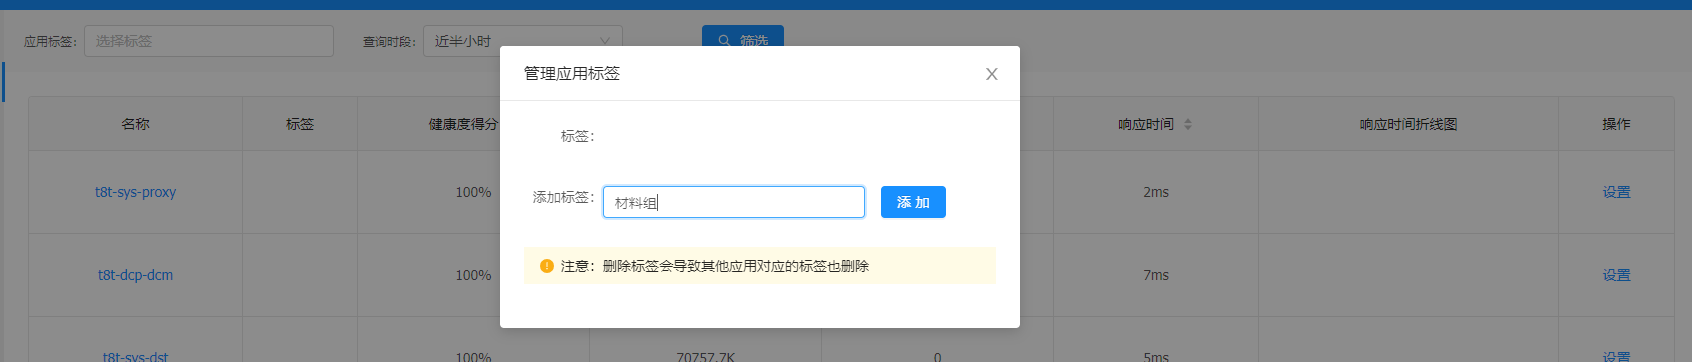 应用标签： 选择标签 查询时段： 近半小时 筛选
管理应用标签
名称 标签 健康度得分 响应时间 响应时间折线图 操作
标签：
t8t-sys-proxy 100% 2ms 设置
添加标签： 材料组 添 加
注意：删除标签会导致其他应用对应的标签也删除
t8t-dcp-dcm 100% 7ms 设置
t8t-sys-dst 100% 70757.7K 0 5ms 设置